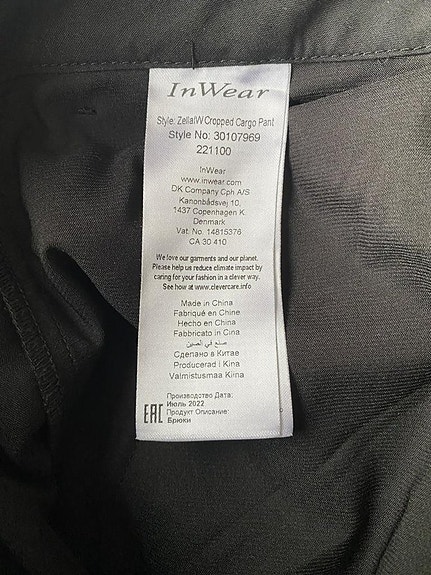 InWear
Style: ZellaIW Cropped Cargo Pant
Style No: 30107969
221100
InWear
www.inwear.com
DK Company Cph A/S
Kanonbådsvej 10,
1437 Copenhagen K
Denmark
Vat. No. 14815376
CA 30 410
We love our garments and our planet.
Please help us reduce climate impact by
caring for your fashion in a clever way.
See how at www.clevercare.info
Made in China
Fabriqué en Chine
Hecho en China
Fabbricato in Cina
صنع في الصين
Сделано в Китае
Producerad i Kina
Valmistusmaa Kiina
Производство Дата:
Июль 2022
EAC Продукт Описание:
Брюки